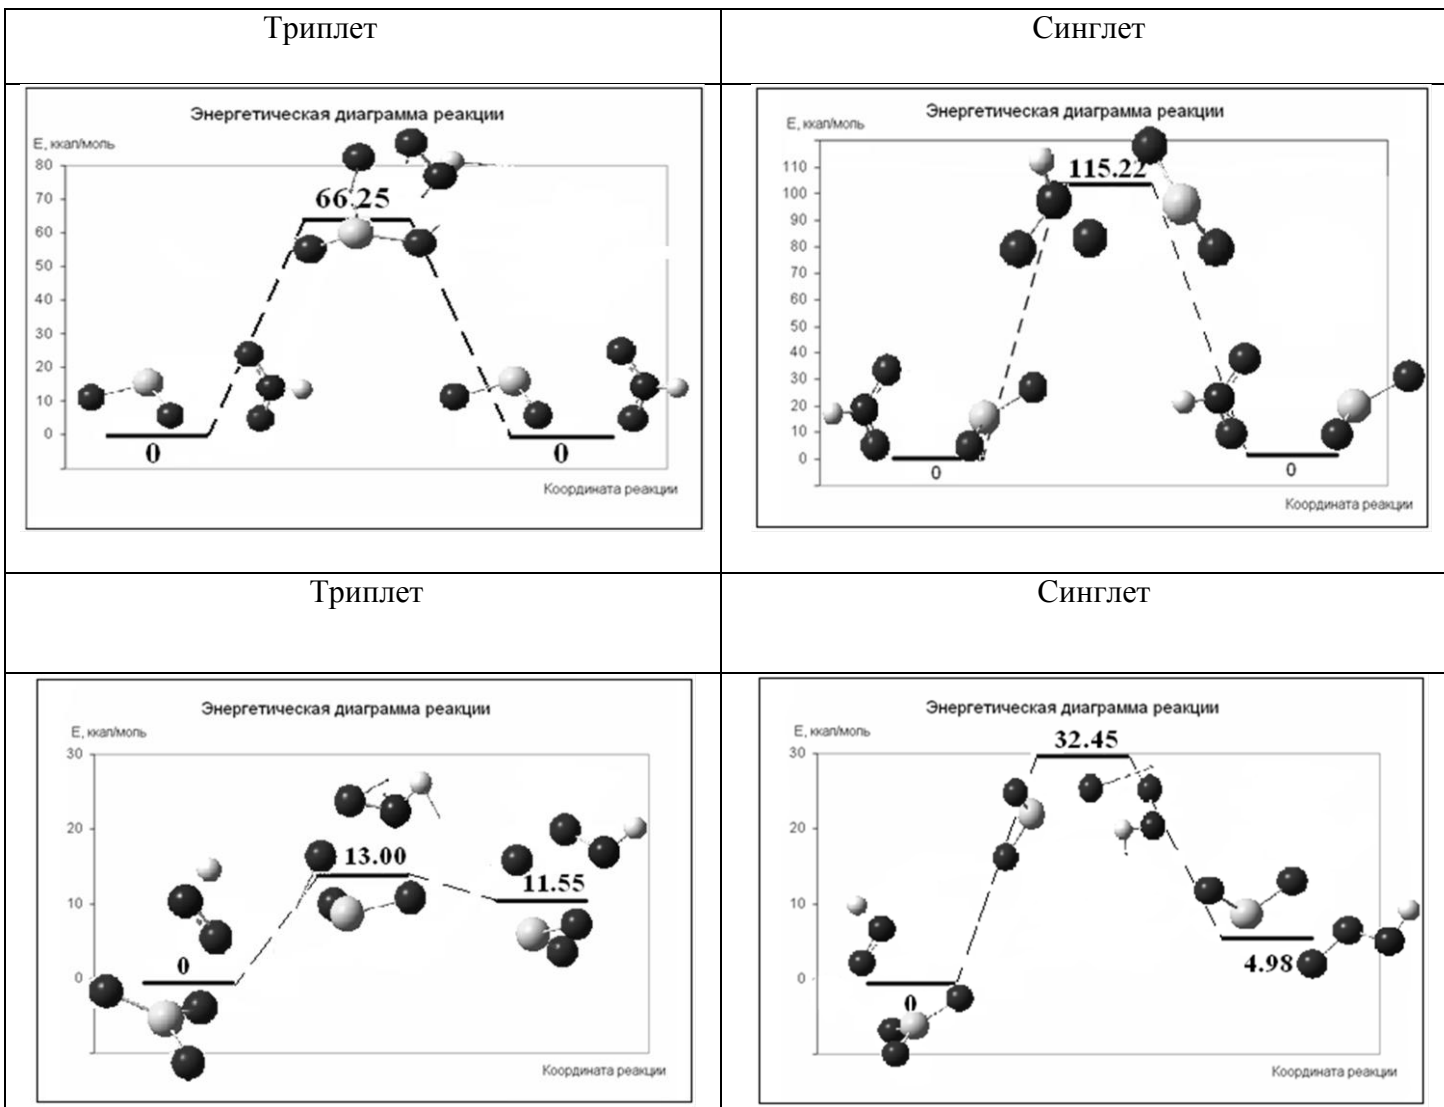 Триплет
Синглет
Энергетическая диаграмма реакции
E, ккал/моль
80
70
60
50
40
30
20
10
0
66.25
0
0
Координата реакции
Энергетическая диаграмма реакции
E, ккал/моль
110
100
90
80
70
60
50
40
30
20
10
0
115.22
0
0
Координата реакции
Триплет
Синглет
Энергетическая диаграмма реакции
E, ккал/моль
30
20
10
0
0
13.00
11.55
Координата реакции
Энергетическая диаграмма реакции
E, ккал/моль
30
20
10
0
32.45
0
4.98
Координата реакции